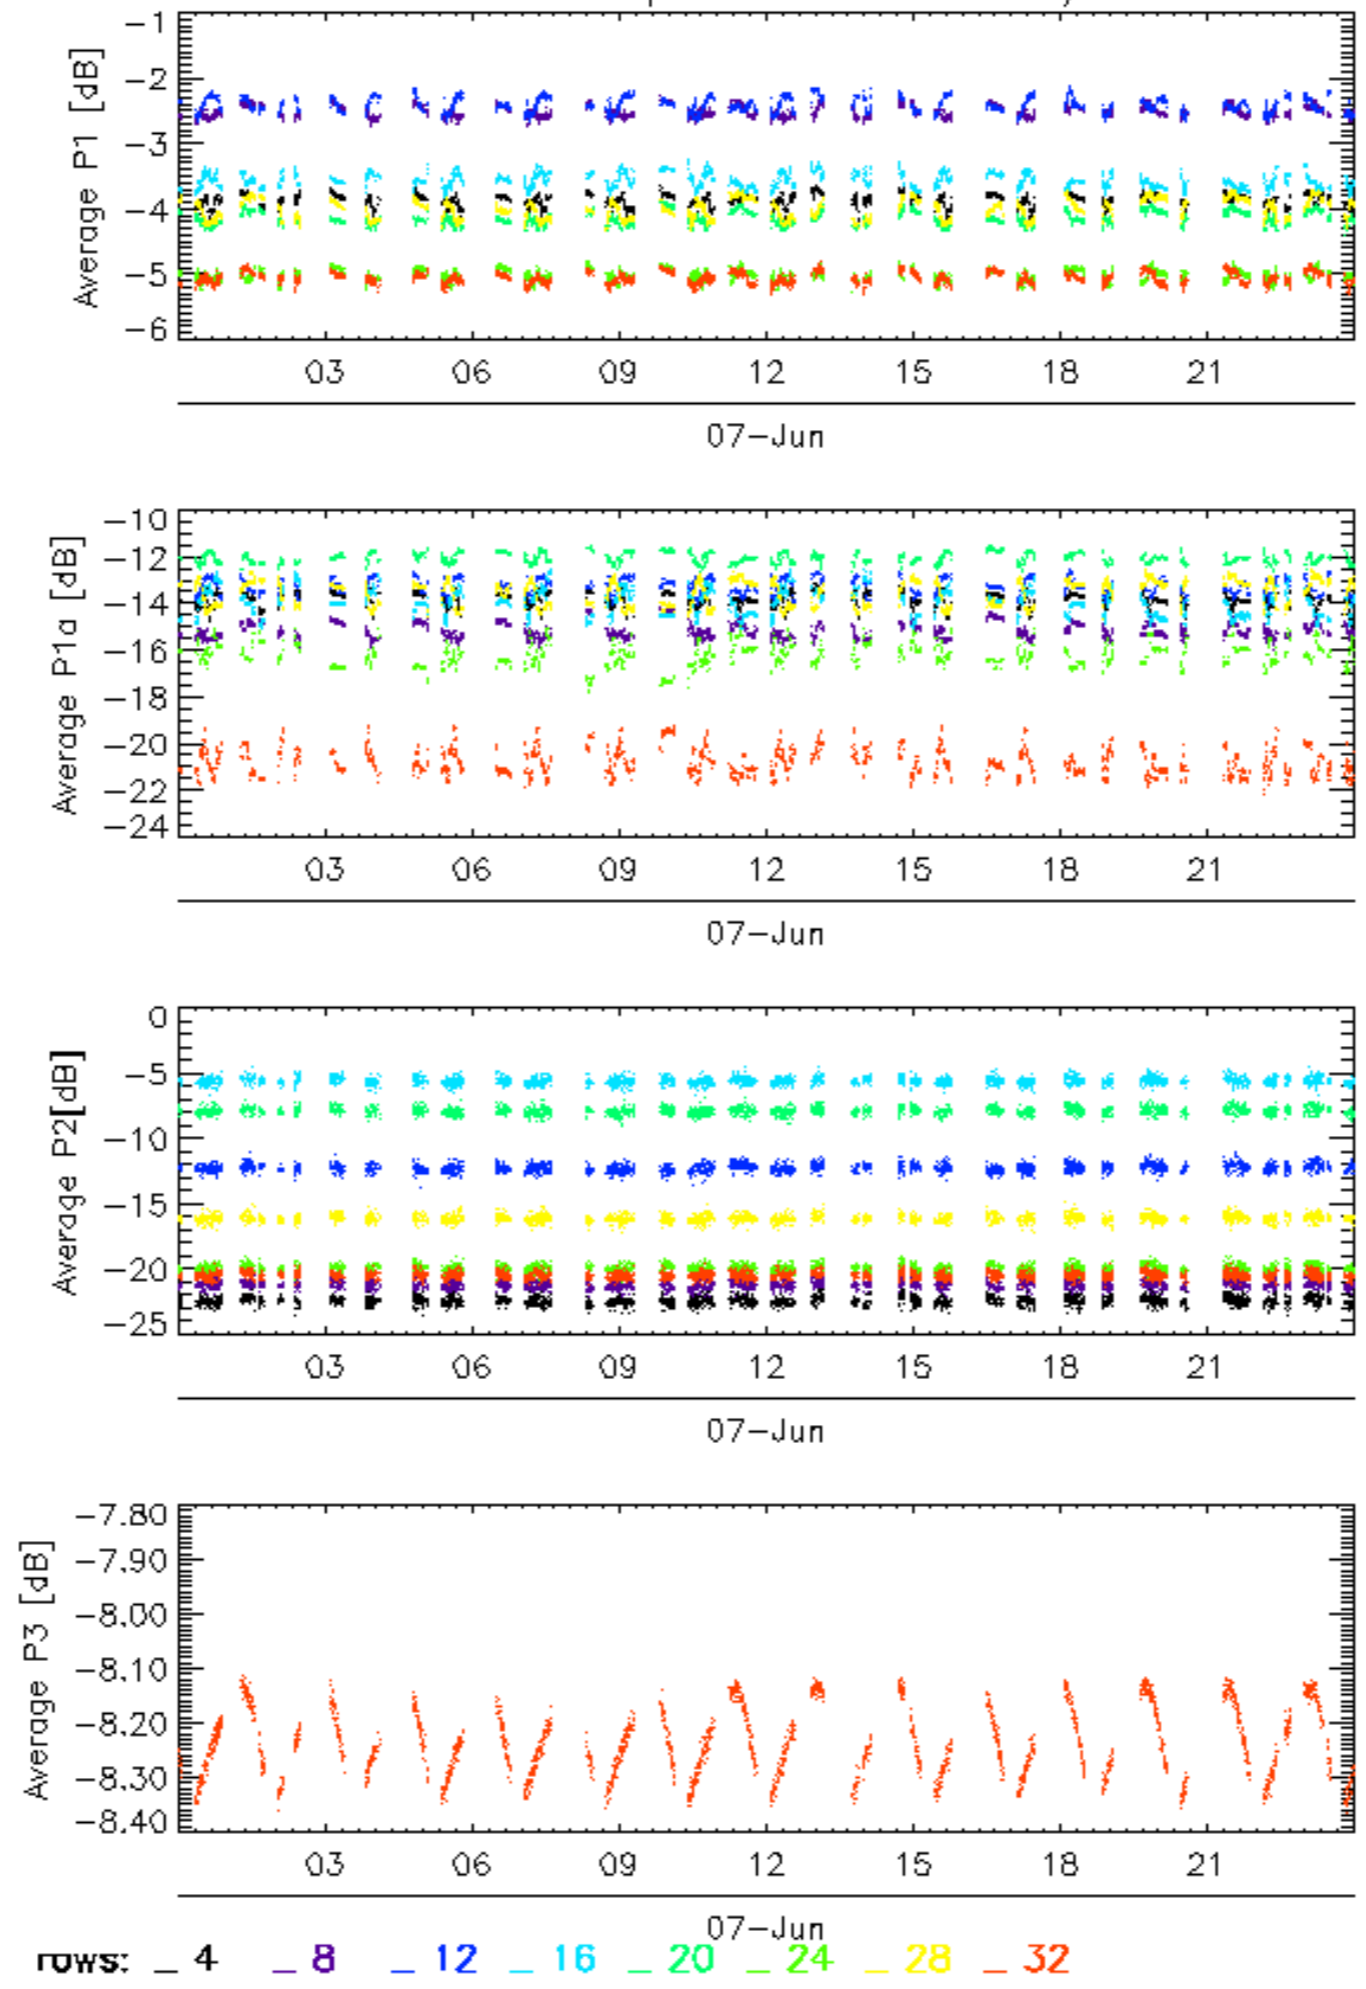 Average P1 [dB]
−1
−2
−3
−4
−5
−6
03 06 09 12 15 18 21
07−Jun
Average P1a [dB]
−10
−12
−14
−16
−18
−20
−22
−24
03 06 09 12 15 18 21
07−Jun
Average P2[dB]
0
−5
−10
−15
−20
−25
03 06 09 12 15 18 21
07−Jun
Average P3 [dB]
−7.80
−7.90
−8.00
−8.10
−8.20
−8.30
−8.40
03 06 09 12 15 18 21
07−Jun
rows: _ 4 _ 8 _ 12 _ 16 _ 20 _ 24 _ 28 _ 32